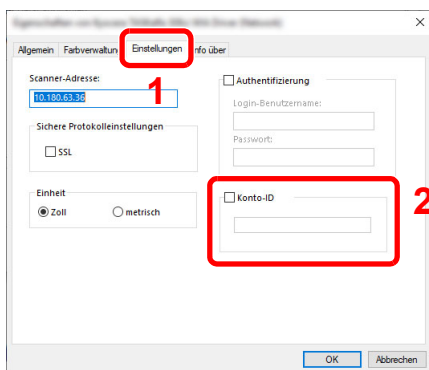 Allgemein Farbverwaltun Einstellungen nfo über
1
Scanner-Adresse:
10.180.63.36
Sichere Protokolleinstellungen
SSL
Einheit
Zoll metrisch
Authentifizierung
Login-Benutzername:
Passwort:
Konto-ID
2
OK Abbrechen